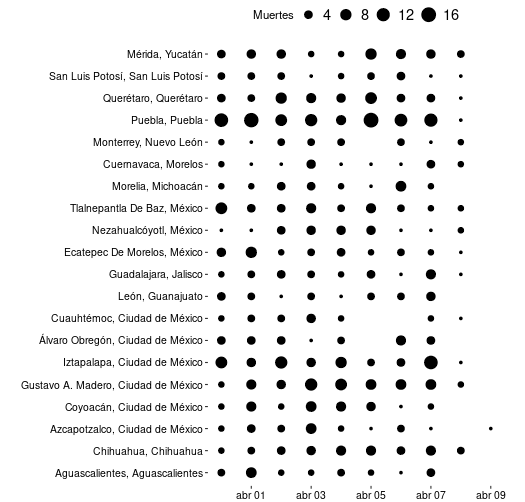 Muertes 4 8 12 16
Mérida, Yucatán
San Luis Potosí, San Luis Potosí
Querétaro, Querétaro
Puebla, Puebla
Monterrey, Nuevo León
Cuernavaca, Morelos
Morelia, Michoacán
Tlalnepantla De Baz, México
Nezahualcóyotl, México
Ecatepec De Morelos, México
Guadalajara, Jalisco
León, Guanajuato
Cuauhtémoc, Ciudad de México
Álvaro Obregón, Ciudad de México
Iztapalapa, Ciudad de México
Gustavo A. Madero, Ciudad de México
Coyoacán, Ciudad de México
Azcapotzalco, Ciudad de México
Chihuahua, Chihuahua
Aguascalientes, Aguascalientes
abr 01 abr 03 abr 05 abr 07 abr 09